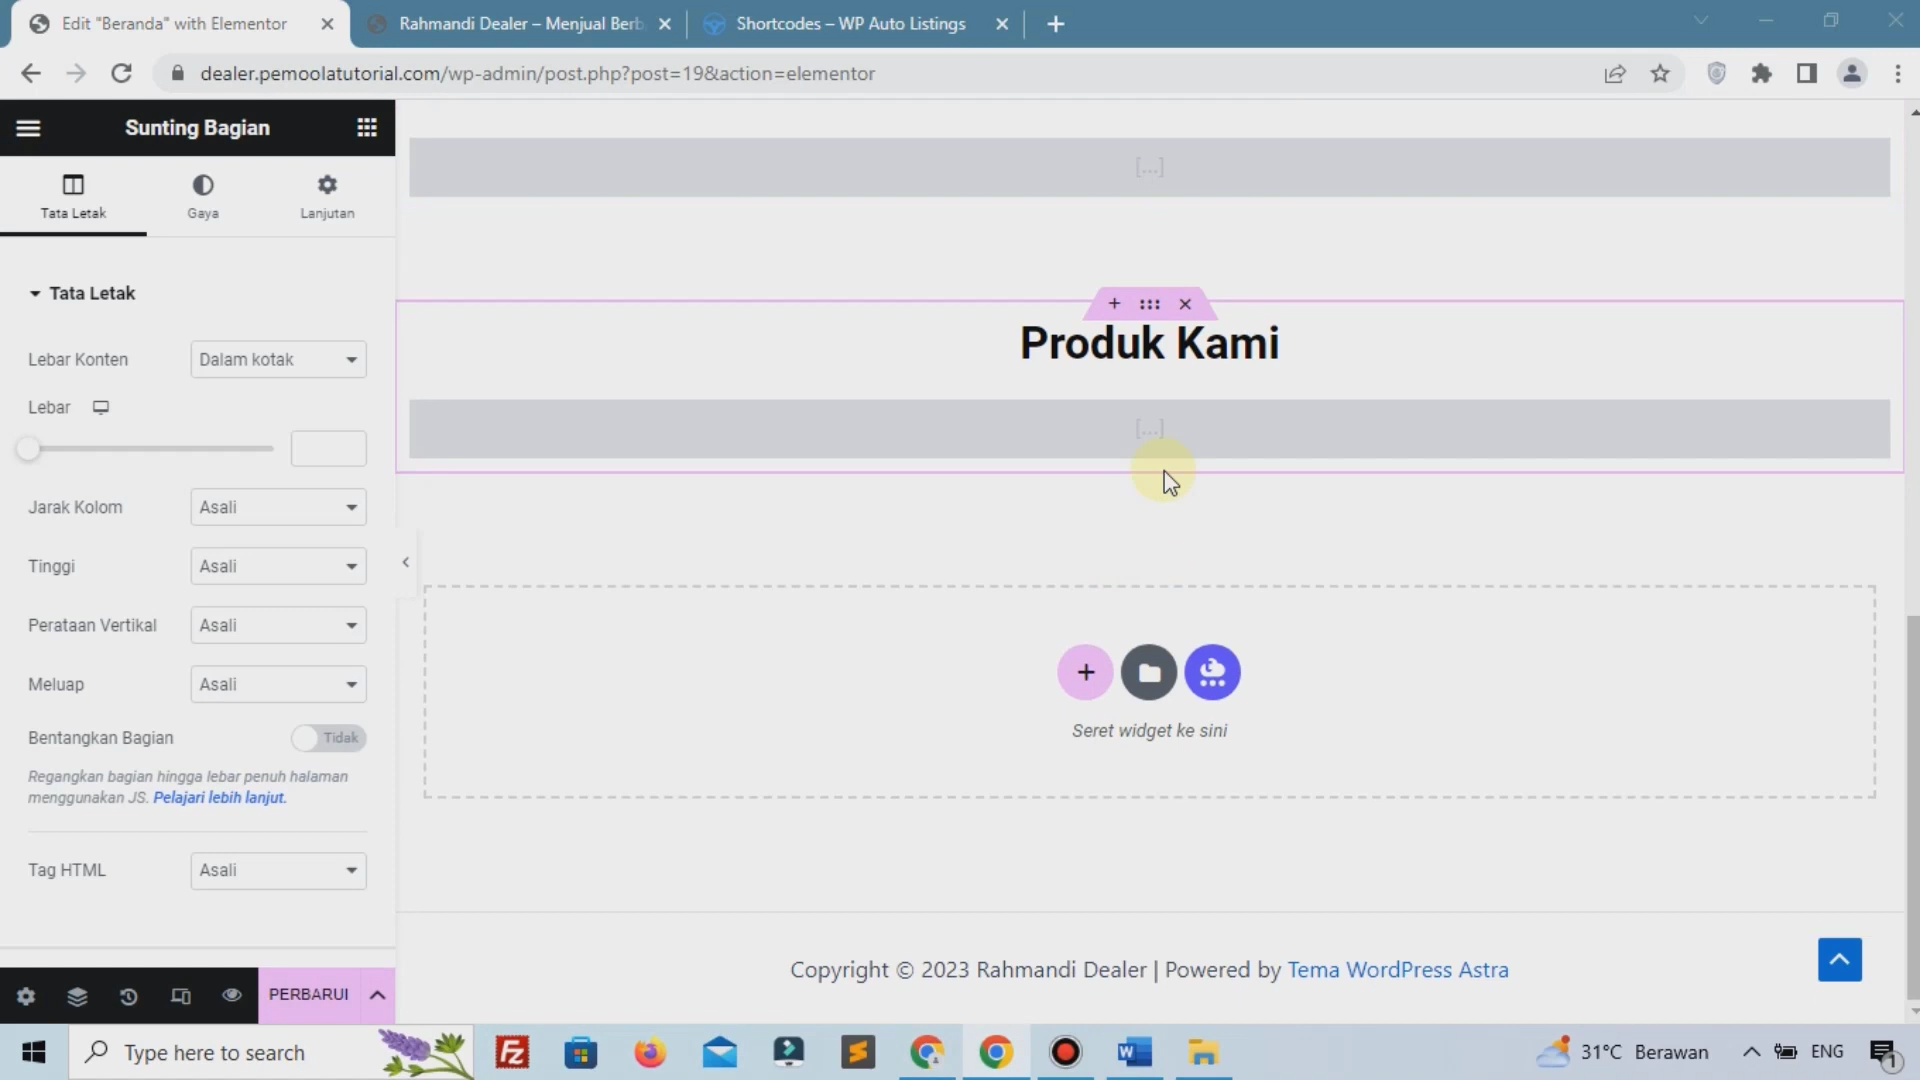 Edit "Beranda" with Elementor
Rahmandi Dealer – Menjual Berb
Shortcodes – WP Auto Listings
dealer.pemoolatutorial.com/wp-admin/post.php?post=19&action=elementor
Sunting Bagian
Tata Letak
Gaya
Lanjutan
Tata Letak
Lebar Konten
Dalam kotak
Lebar
Jarak Kolom
Asali
Tinggi
Asali
Perataan Vertikal
Asali
Meluap
Asali
Bentangkan Bagian
Tidak
Regangkan bagian hingga lebar penuh halaman
menggunakan JS. Pelajari lebih lanjut.
Tag HTML
Asali
PERBARUI
[...]
Produk Kami
[...]
Seret widget ke sini
Copyright © 2023 Rahmandi Dealer | Powered by Tema WordPress Astra
Type here to search
31°C Berawan
ENG
1